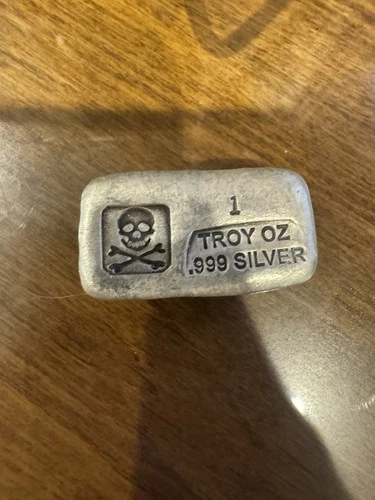 1
TROY OZ
.999 SILVER